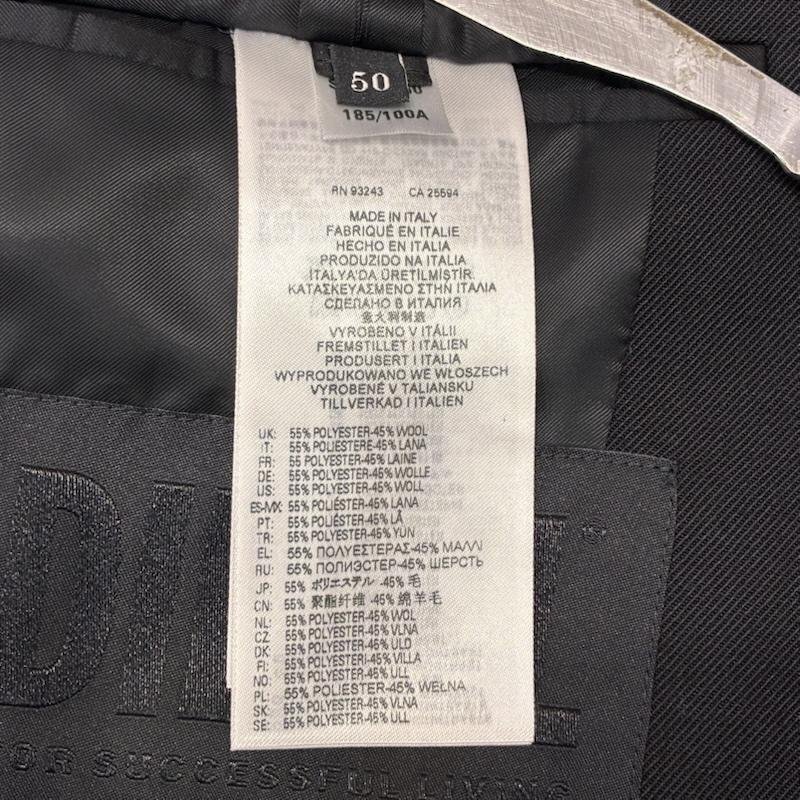 50
185/100A
RN 93243 CA 25594
MADE IN ITALY
FABRIQUÉ EN ITALIE
HECHO EN ITALIA
PRODUZIDO NA ITALIA
İTALYA'DA ÜRETİLMİŞTİR.
ΚΑΤΑΣΚΕΥΑΣΜΕΝΟ ΣΤΗΝ ΙΤΑΛΙΑ
СДЕЛАНО В ИТАЛИЯ
意大利制造
VYROBENO V ITÁLII
FREMSTILLET I ITALIEN
PRODUSERT I ITALIA
WYPRODUKOWANO WE WŁOSZECH
VYROBENÉ V TALIANSKU
TILLVERKAD I ITALIEN
UK: 55% POLYESTER-45% WOOL
IT: 55% POLIESTERE-45% LANA
FR: 55 POLYESTER-45% LAINE
DE: 55% POLYESTER-45% WOLLE
US: 55% POLYESTER-45% WOLL
ES-MX: 55% POLIÉSTER-45% LANA
PT: 55% POLIÉSTER-45% LÃ
TR: 55% POLYESTER-45% YÜN
EL: 55% ΠΟΛΥΕΣΤΕΡΑΣ-45% ΜΑΛΛΙ
RU: 55% ПОЛИЭСТЕР-45% ШЕРСТЬ
JP: 55% ポリエステル -45% 毛
CN: 55% 聚酯纤维 -45% 绵羊毛
NL: 55% POLYESTER-45% WOL
CZ: 55% POLYESTER-45% VLNA
DK: 55% POLYESTER-45% ULD
FI: 55% POLYESTERI-45% VILLA
NO: 55% POLYESTER-45% ULL
PL: 55% POLIESTER-45% WEŁNA
SK: 55% POLYESTER-45% VLNA
SE: 55% POLYESTER-45% ULL
FOR SUCCESSFUL LIVING